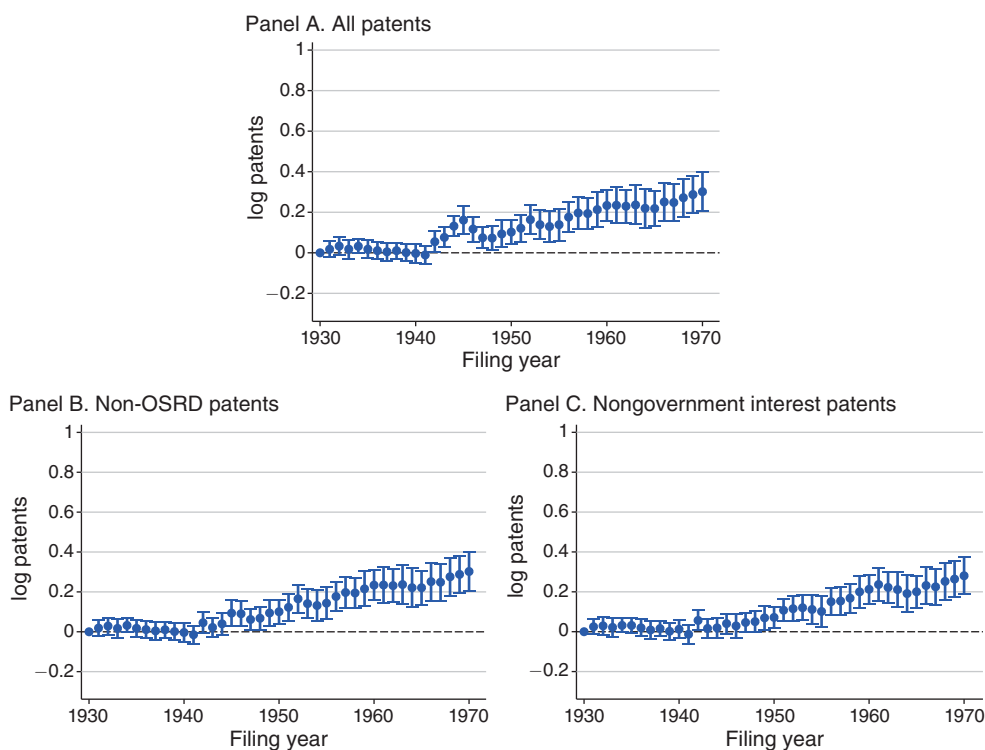 Panel A. All patents
1
0.8
0.6
0.4
0.2
0
−0.2
log patents
1930 1940 1950 1960 1970
Filing year
Panel B. Non-OSRD patents
1
0.8
0.6
0.4
0.2
0
−0.2
log patents
1930 1940 1950 1960 1970
Filing year
Panel C. Nongovernment interest patents
1
0.8
0.6
0.4
0.2
0
−0.2
log patents
1930 1940 1950 1960 1970
Filing year